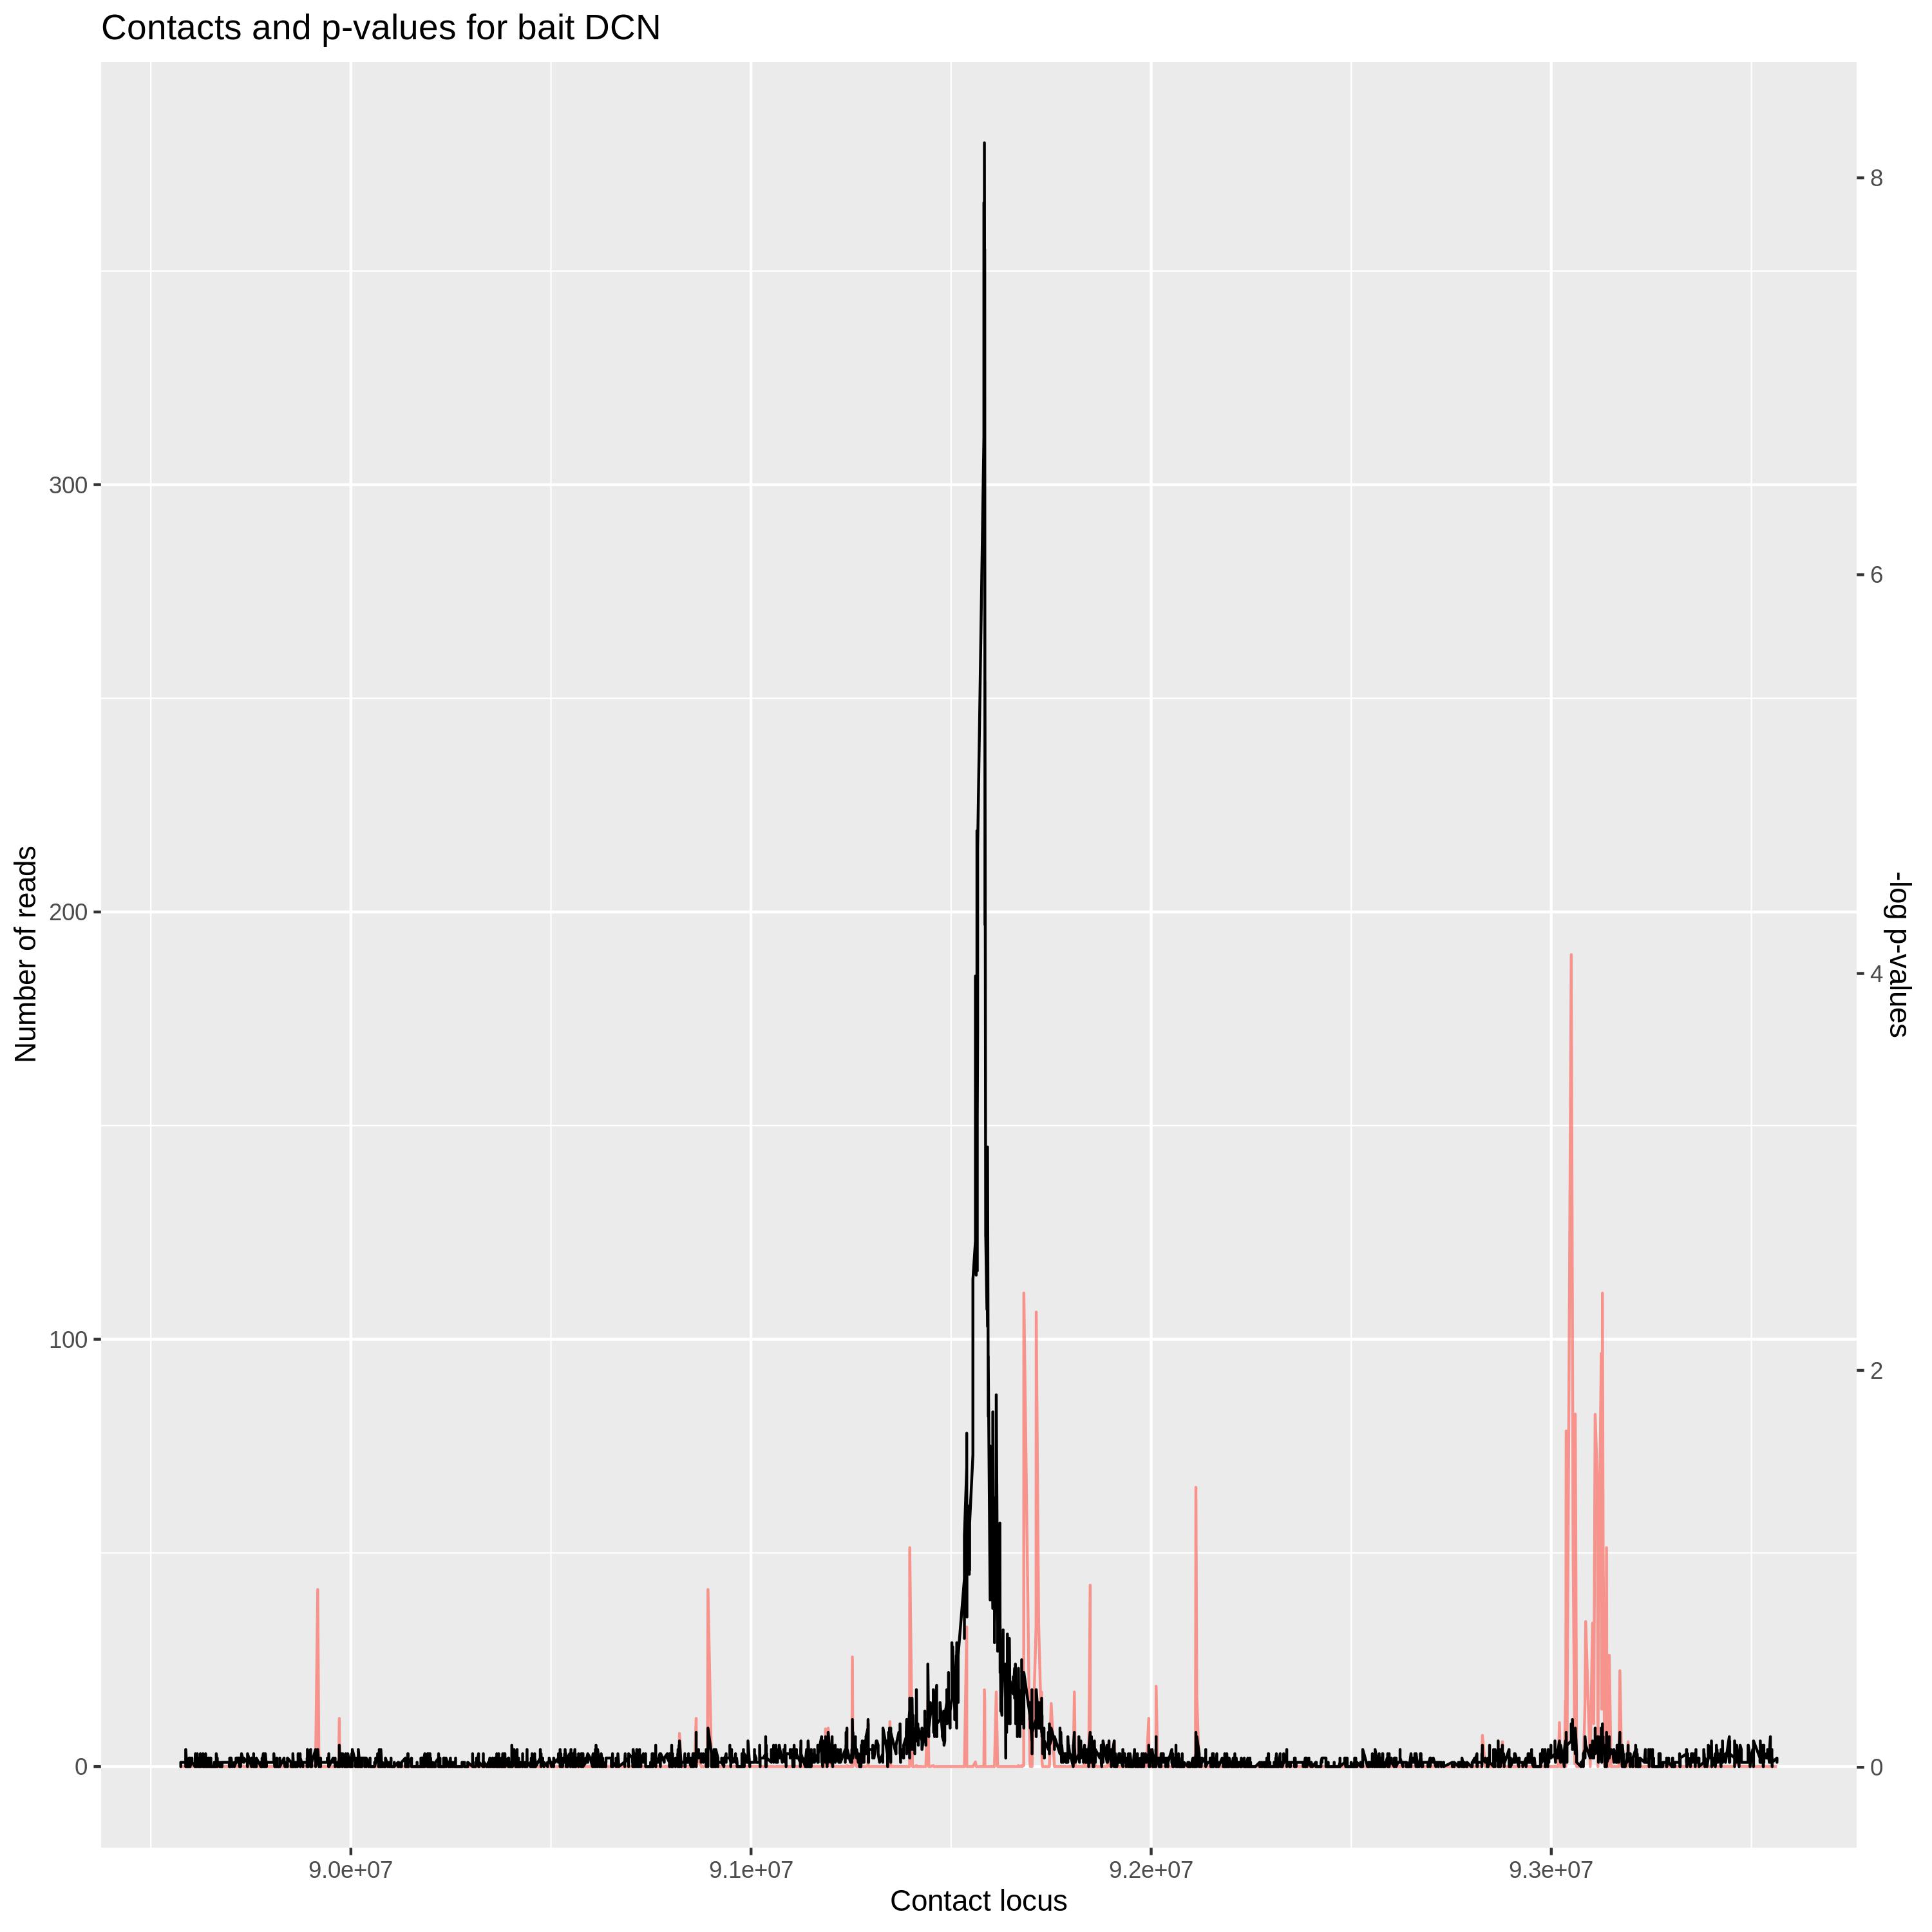 Contacts and p-values for bait DCN
Number of reads
300
200
100
0
8
6
4
2
0
-log p-values
9.0e+07
9.1e+07
9.2e+07
9.3e+07
Contact locus